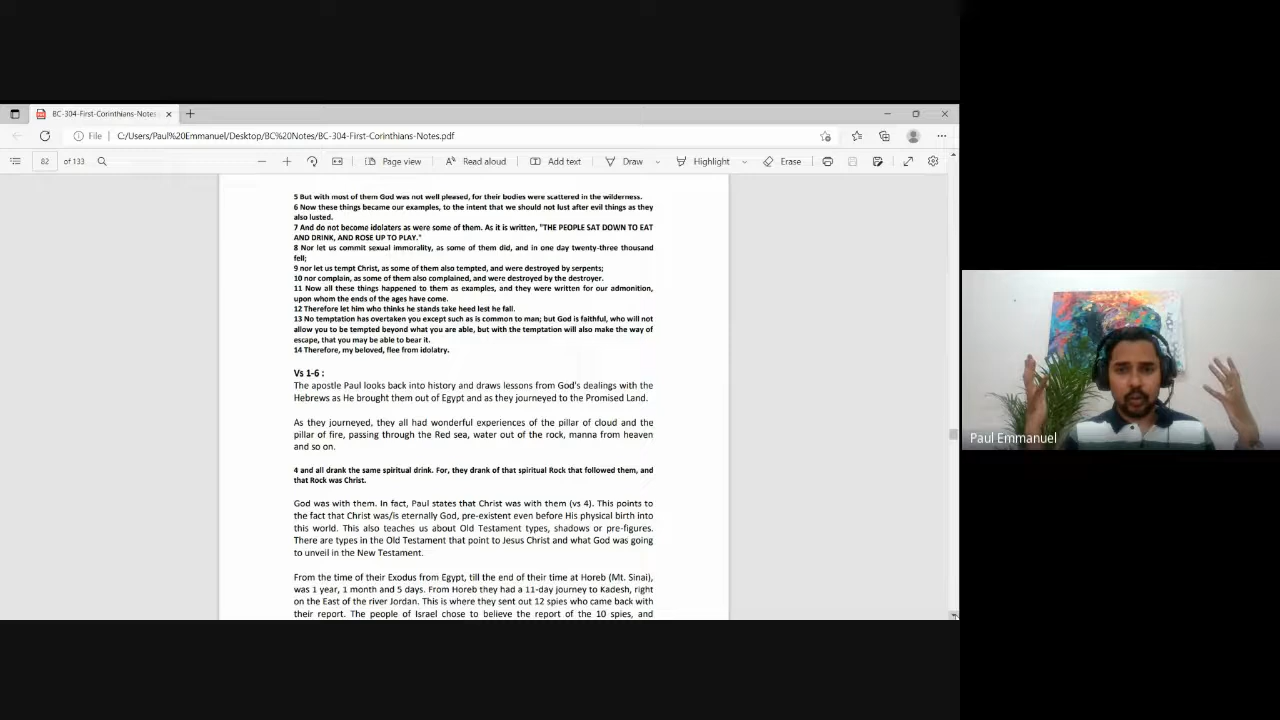 BC-304-First-Corinthians-Notes
File
C:/Users/Paul%20Emmanuel/Desktop/BC%20Notes/BC-304-First-Corinthians-Notes.pdf
82 of 133 Page view Read aloud Add text Draw Highlight Erase
5 But with most of them God was not well pleased, for their bodies were scattered in the wilderness.
6 Now these things became our examples, to the intent that we should not lust after evil things as they
also lusted.
7 And do not become idolaters as were some of them. As it is written, "THE PEOPLE SAT DOWN TO EAT
AND DRINK, AND ROSE UP TO PLAY."
8 Nor let us commit sexual immorality, as some of them did, and in one day twenty-three thousand
fell;
9 nor let us tempt Christ, as some of them also tempted, and were destroyed by serpents;
10 nor complain, as some of them also complained, and were destroyed by the destroyer.
11 Now all these things happened to them as examples, and they were written for our admonition,
upon whom the ends of the ages have come.
12 Therefore let him who thinks he stands take heed lest he fall.
13 No temptation has overtaken you except such as is common to man; but God is faithful, who will not
allow you to be tempted beyond what you are able, but with the temptation will also make the way of
escape, that you may be able to bear it.
14 Therefore, my beloved, flee from idolatry.
Vs 1-6 :
The apostle Paul looks back into history and draws lessons from God's dealings with the
Hebrews as He brought them out of Egypt and as they journeyed to the Promised Land.
As they journeyed, they all had wonderful experiences of the pillar of cloud and the
pillar of fire, passing through the Red sea, water out of the rock, manna from heaven
and so on.
4 and all drank the same spiritual drink. For, they drank of that spiritual Rock that followed them, and
that Rock was Christ.
God was with them. In fact, Paul states that Christ was with them (vs 4). This points to
the fact that Christ was/is eternally God, pre-existent even before His physical birth into
this world. This also teaches us about Old Testament types, shadows or pre-figures.
There are types in the Old Testament that point to Jesus Christ and what God was going
to unveil in the New Testament.
From the time of their Exodus from Egypt, till the end of their time at Horeb (Mt. Sinai),
was 1 year, 1 month and 5 days. From Horeb they had a 11-day journey to Kadesh, right
on the East of the river Jordan. This is where they sent out 12 spies who came back with
their report. The people of Israel chose to believe the report of the 10 spies, and
Paul Emmanuel